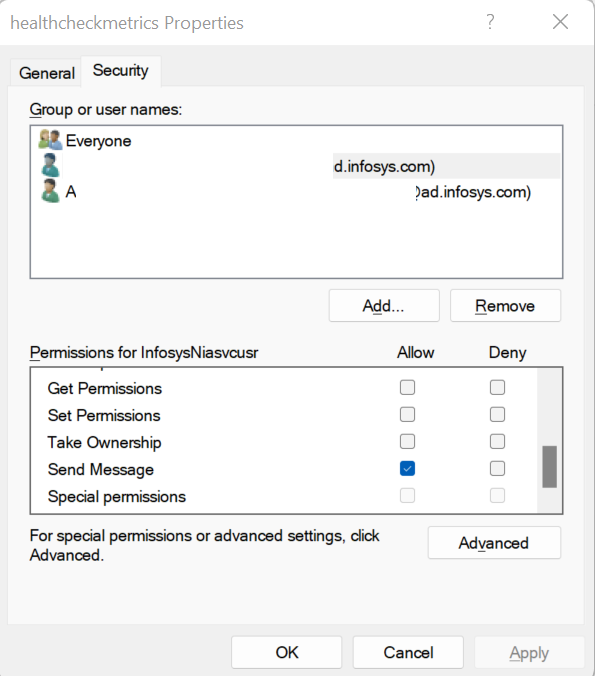 healthcheckmetrics Properties
?
General
Security
Group or user names:
Everyone
d.infosys.com)
A @ad.infosys.com)
Add...
Remove
Permissions for InfosysNiasvcusr
Allow
Deny
Get Permissions
Set Permissions
Take Ownership
Send Message
Special permissions
For special permissions or advanced settings, click
Advanced.
Advanced
OK
Cancel
Apply